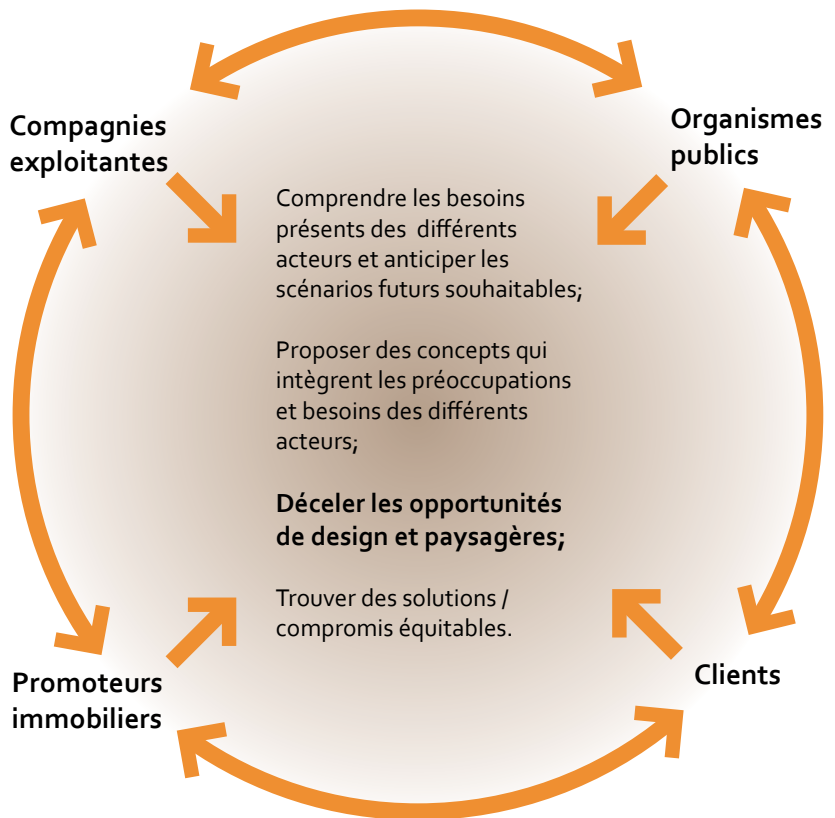 Compagnies
exploitantes
Organismes
publics
Comprendre les besoins
présents des différents
acteurs et anticiper les
scénarios futurs souhaitables;
Proposer des concepts qui
intègrent les préoccupations
et besoins des différents
acteurs;
Déceler les opportunités
de design et paysagères;
Trouver des solutions /
compromis équitables.
Promoteurs
immobiliers
Clients